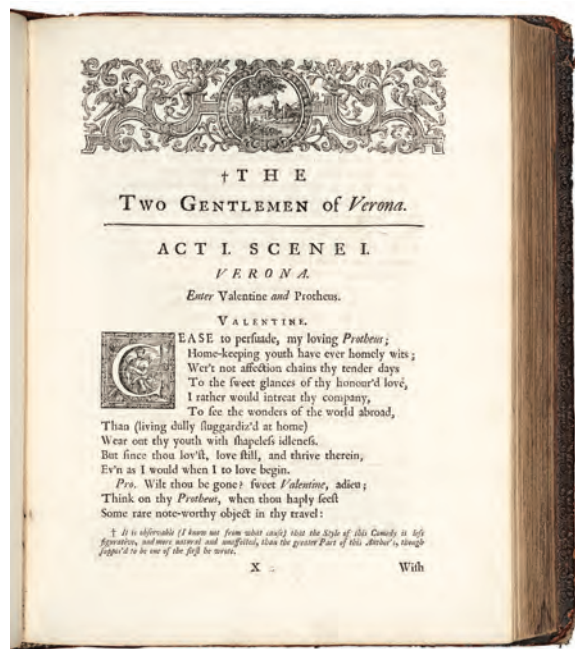 † T H E
TWO GENTLEMEN of Verona.
ACT I. SCENE I.
VERONA.
Enter Valentine and Protheus.
VALENTINE.
CEASE to perſuade, my loving Protheus;
Home-keeping youth have ever homely wits;
Wer't not affection chains thy tender days
To the ſweet glances of thy honour'd love,
I rather would intreat thy company,
To ſee the wonders of the world abroad,
Than (living dully ſluggardiz'd at home)
Wear out thy youth with ſhapeleſs idleneſs.
But ſince thou lov'ſt, love ſtill, and thrive therein,
Ev'n as I would when I to love begin.
Pro. Wilt thou be gone? ſweet Valentine, adieu;
Think on thy Protheus, when thou haply ſeeſt
Some rare note-worthy object in thy travel:
† It is obſervable (I know not from what cauſe) that the Style of this Comedy is leſs
figurative, and more natural and unaffected, than the greater Part of this Author's, though
ſuppos'd to be one of the firſt he wrote.
X
Wiſh